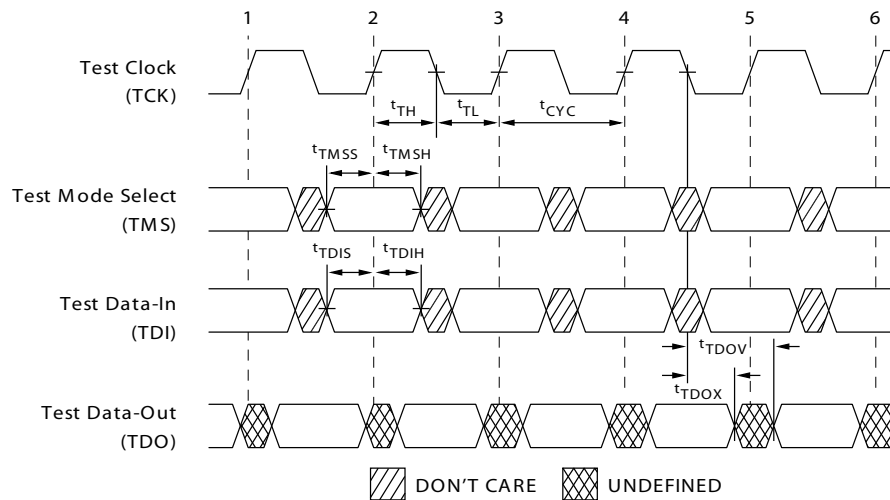 1 2 3 4 5 6
Test Clock
(TCK)
tTH tTL tCYC
tTMSS tTMSH
Test Mode Select
(TMS)
tTDIS tTDIH
Test Data-In
(TDI)
tTDOV
tTDOX
Test Data-Out
(TDO)
DON'T CARE UNDEFINED